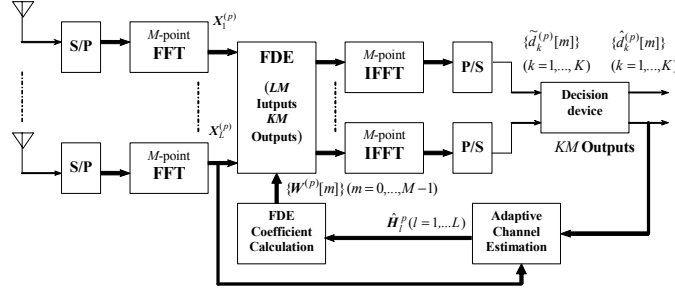 S/P
M-point
FFT
X_1^{(p)}
FDE
(LM
Iutputs
KM
Outputs)
M-point
IFFT
P/S
{d̃_k^{(p)}[m]}
(k=1,...,K)
{d̂_k^{(p)}[m]}
(k=1,...,K)
Decision
device
S/P
M-point
FFT
X_L^{(p)}
M-point
IFFT
P/S
KM Outputs
{W^{(p)}[m]}(m=0,...,M−1)
FDE
Coefficient
Calculation
Ĥ_l^p(l=1,...L)
Adaptive
Channel
Estimation